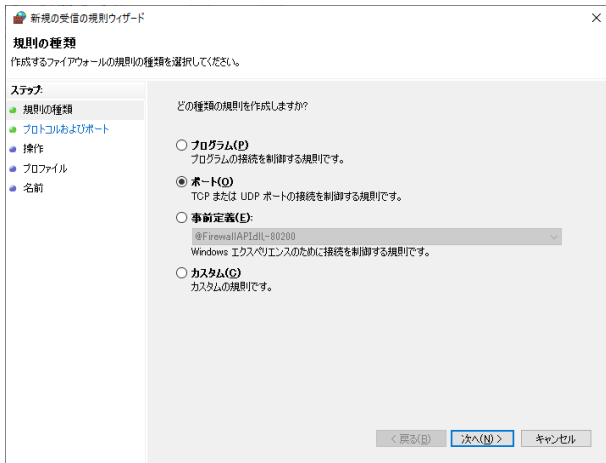 新規の受信の規則ウィザード
規則の種類
作成するファイアウォールの規則の種類を選択してください。
ステップ:
規則の種類
プロトコルおよびポート
操作
プロファイル
名前
どの種類の規則を作成しますか?
プログラム(P)
プログラムの接続を制御する規則です。
ポート(O)
TCP または UDP ポートの接続を制御する規則です。
事前定義(E):
@FirewallAPI.dll,-80200
Windows エクスペリエンスのために接続を制御する規則です。
カスタム(C)
カスタムの規則です。
< 戻る(B)
次へ(N) >
キャンセル